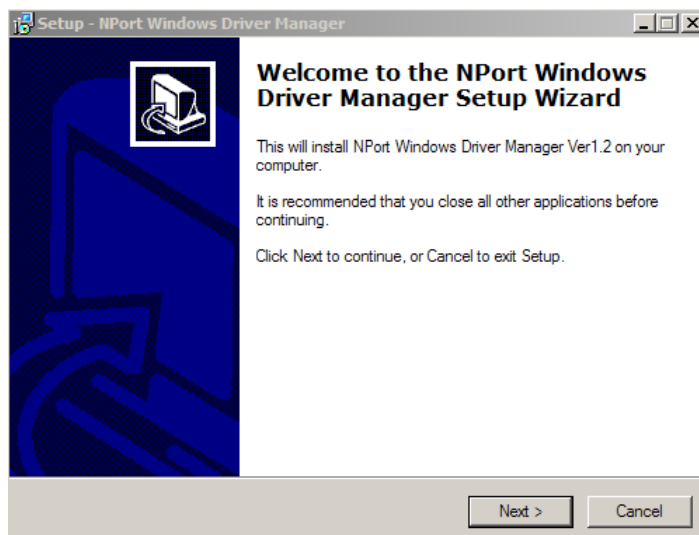 Setup - NPort Windows Driver Manager
Welcome to the NPort Windows
Driver Manager Setup Wizard
This will install NPort Windows Driver Manager Ver1.2 on your
computer.
It is recommended that you close all other applications before
continuing.
Click Next to continue, or Cancel to exit Setup.
Next >
Cancel